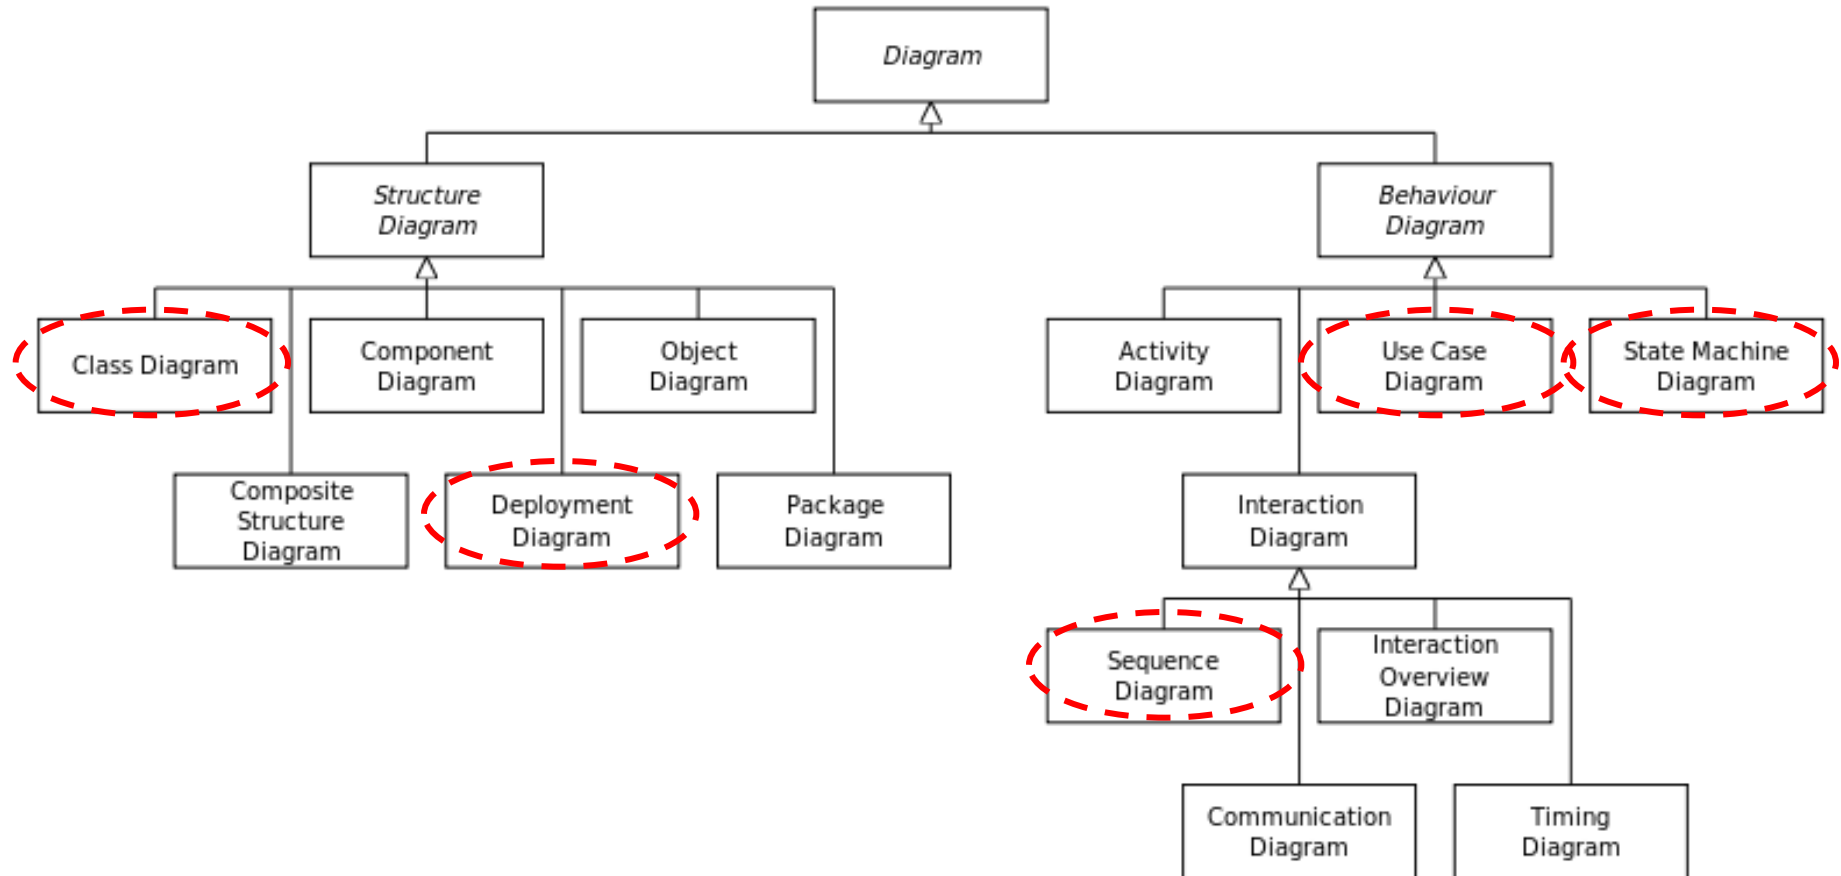 Diagram
Structure
Diagram
Behaviour
Diagram
Class Diagram
Component
Diagram
Object
Diagram
Activity
Diagram
Use Case
Diagram
State Machine
Diagram
Composite
Structure
Diagram
Deployment
Diagram
Package
Diagram
Interaction
Diagram
Sequence
Diagram
Interaction
Overview
Diagram
Communication
Diagram
Timing
Diagram